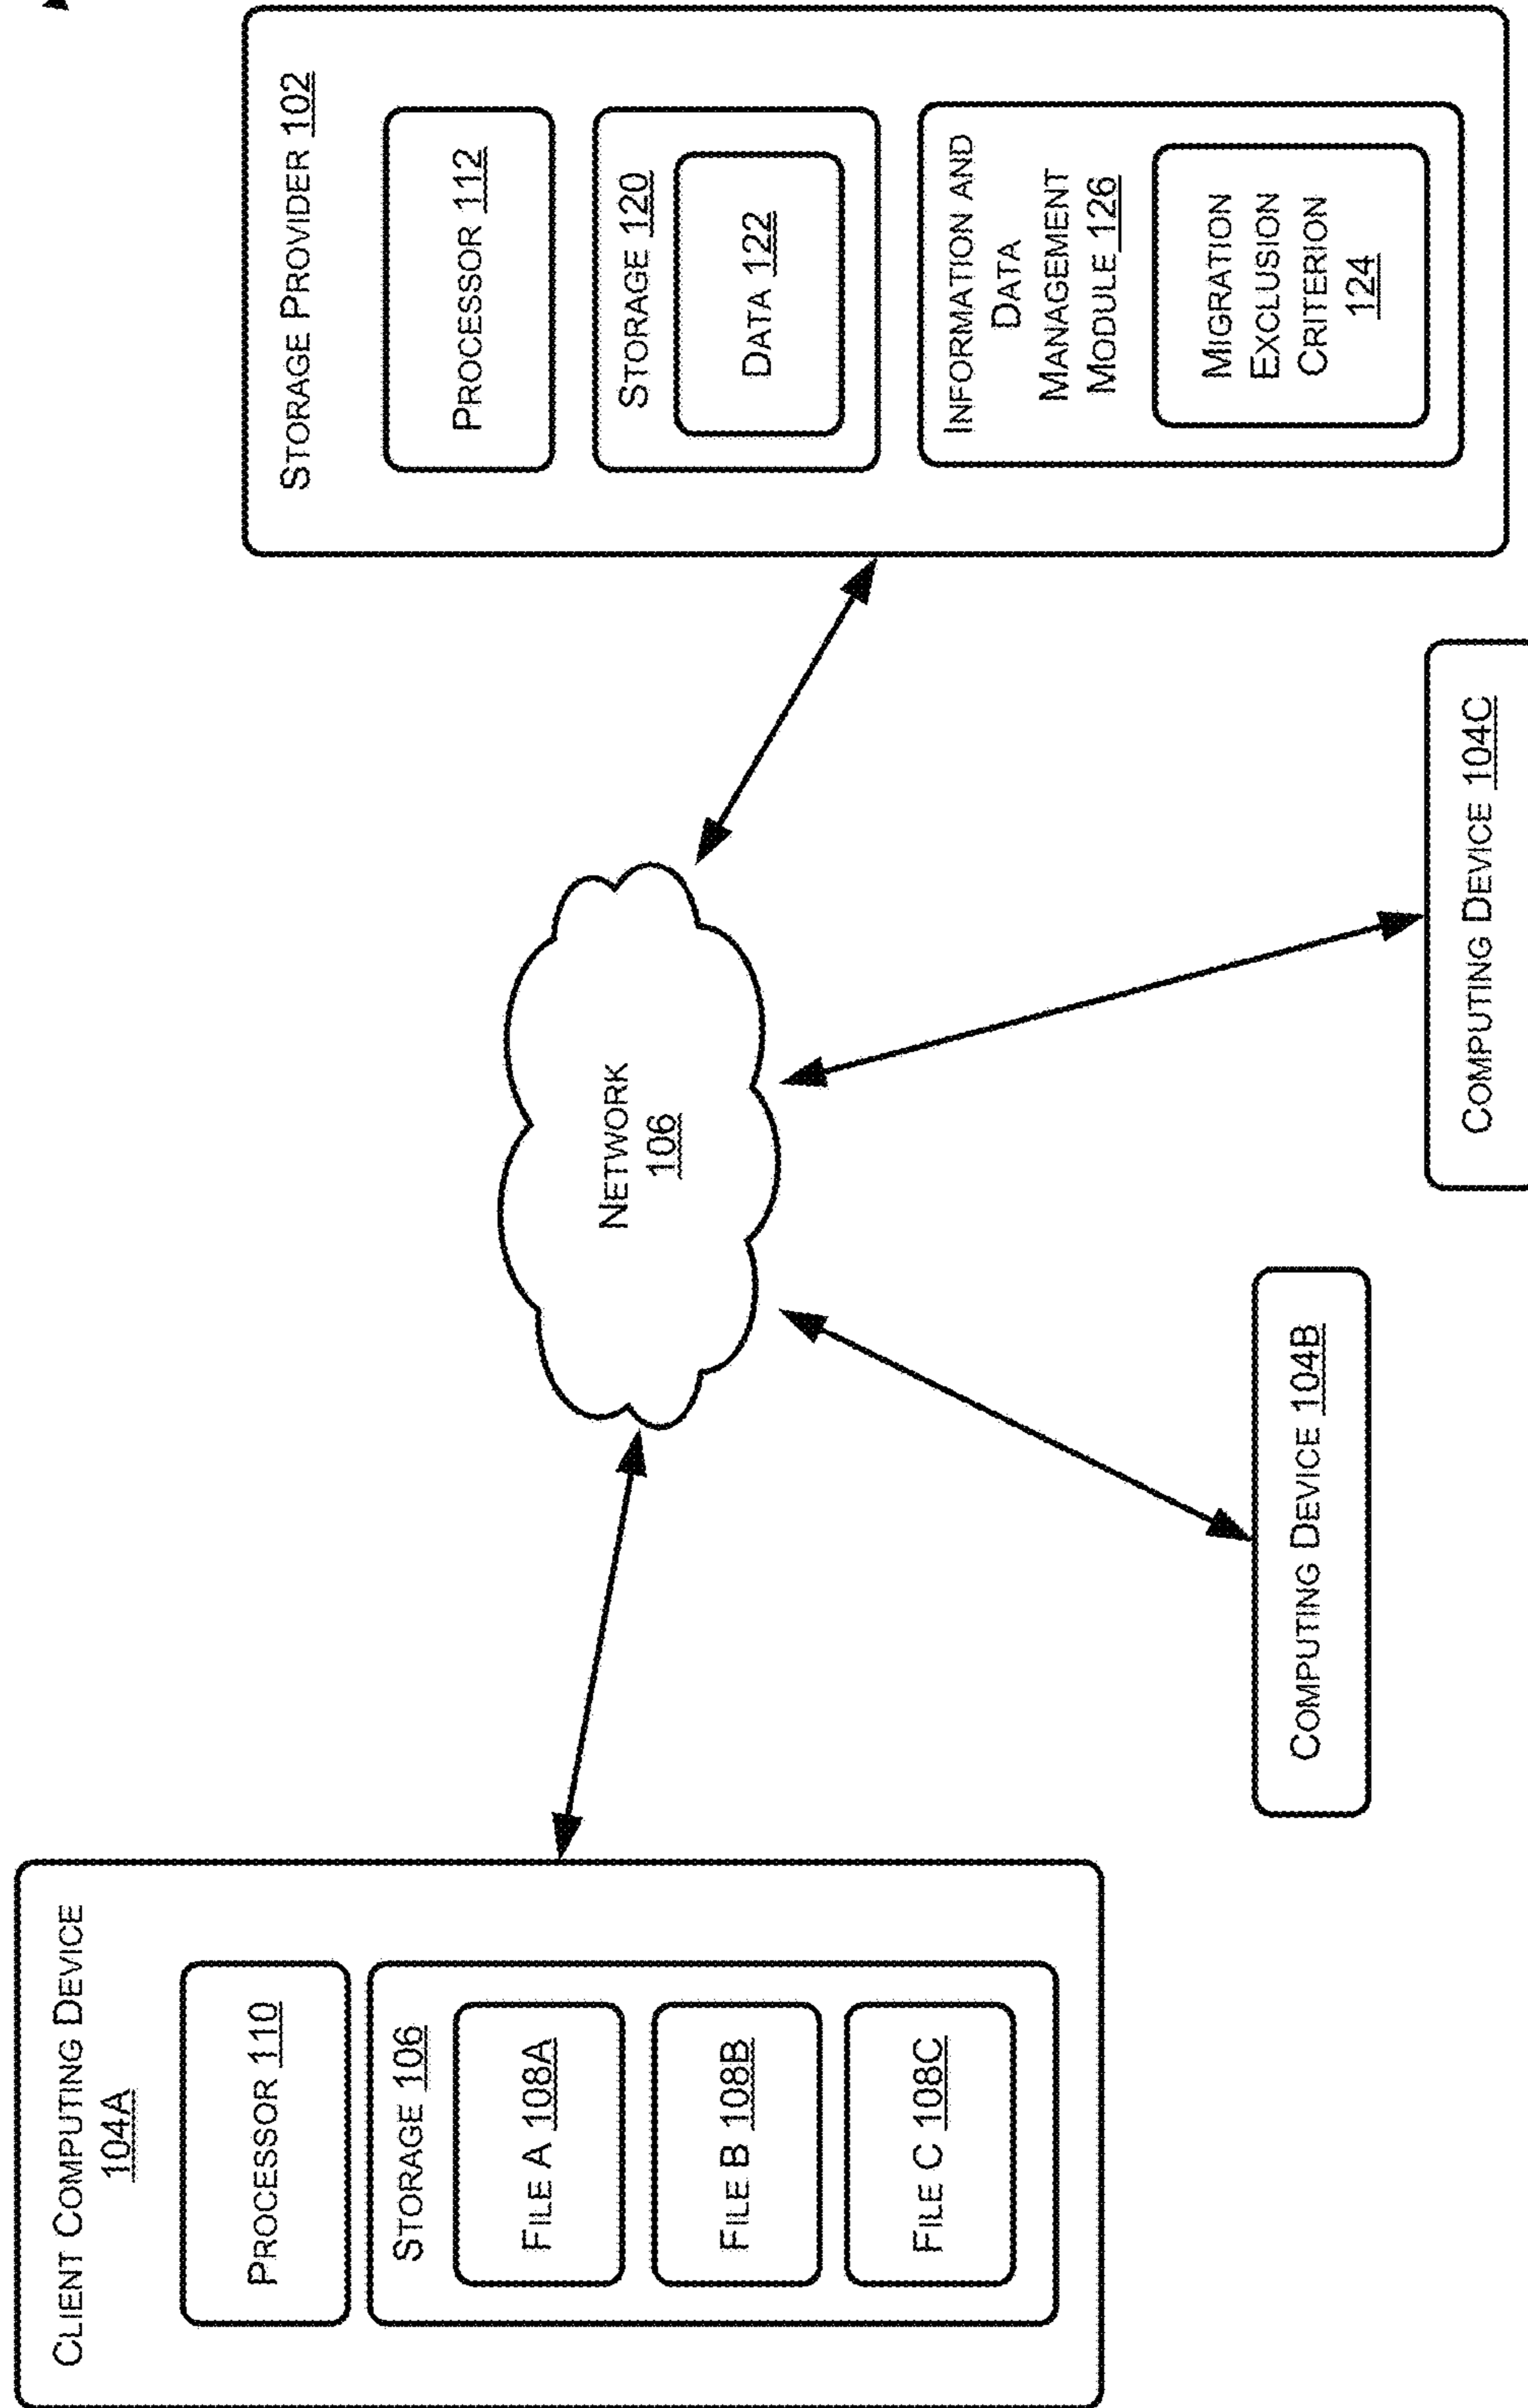 CLIENT COMPUTING DEVICE
104A
PROCESSOR 110
STORAGE 106
FILE A 108A
FILE B 108B
FILE C 108C
NETWORK
106
COMPUTING DEVICE 104B
COMPUTING DEVICE 104C
STORAGE PROVIDER 102
PROCESSOR 112
STORAGE 120
DATA 122
INFORMATION AND
DATA
MANAGEMENT
MODULE 126
MIGRATION
EXCLUSION
CRITERION
124